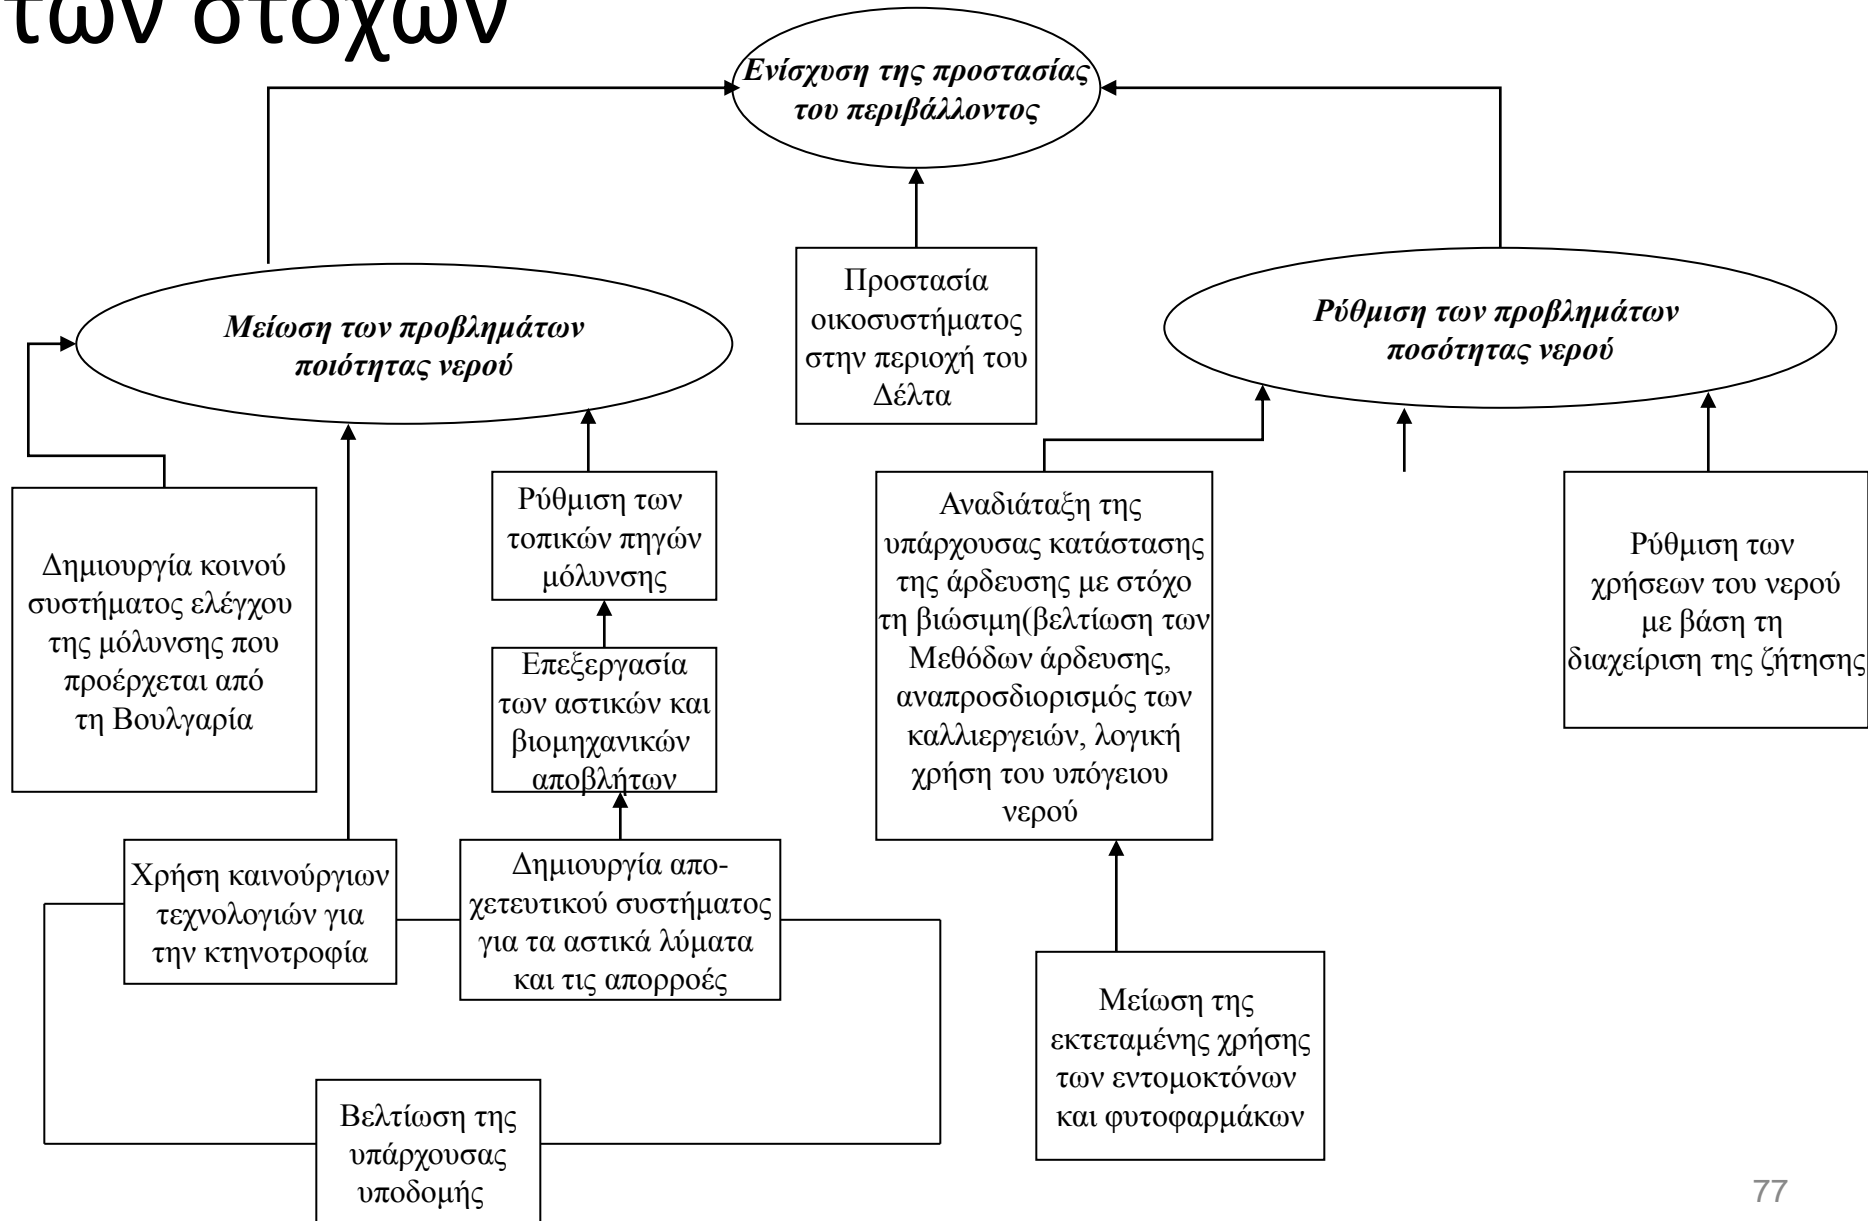 των στόχων
Ενίσχυση της προστασίας
του περιβάλλοντος
Μείωση των προβλημάτων
ποιότητας νερού
Προστασία
οικοσυστήματος
στην περιοχή του
Δέλτα
Ρύθμιση των προβλημάτων
ποσότητας νερού
Δημιουργία κοινού
συστήματος ελέγχου
της μόλυνσης που
προέρχεται από
τη Βουλγαρία
Ρύθμιση των
τοπικών πηγών
μόλυνσης
Επεξεργασία
των αστικών και
βιομηχανικών
αποβλήτων
Αναδιάταξη της
υπάρχουσας κατάστασης
της άρδευσης με στόχο
τη βιώσιμη(βελτίωση των
Μεθόδων άρδευσης,
αναπροσδιορισμός των
καλλιεργειών, λογική
χρήση του υπόγειου
νερού
Ρύθμιση των
χρήσεων του νερού
με βάση τη
διαχείριση της ζήτησης
Χρήση καινούργιων
τεχνολογιών για
την κτηνοτροφία
Δημιουργία απο-
χετευτικού συστήματος
για τα αστικά λύματα
και τις απορροές
Μείωση της
εκτεταμένης χρήσης
των εντομοκτόνων
και φυτοφαρμάκων
Βελτίωση της
υπάρχουσας
υποδομής
77